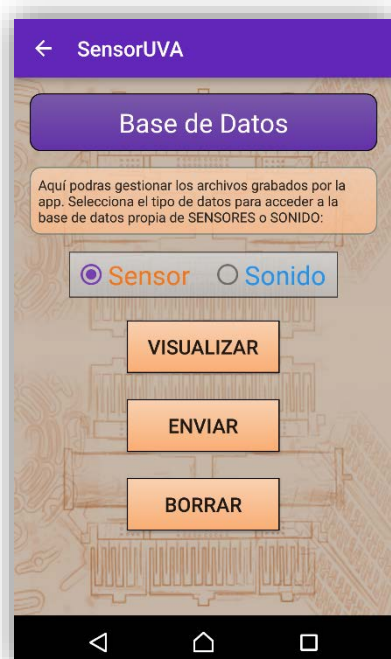 SensorUVA
Base de Datos
Aquí podras gestionar los archivos grabados por la
app. Selecciona el tipo de datos para acceder a la
base de datos propia de SENSORES o SONIDO:
Sensor Sonido
VISUALIZAR
ENVIAR
BORRAR